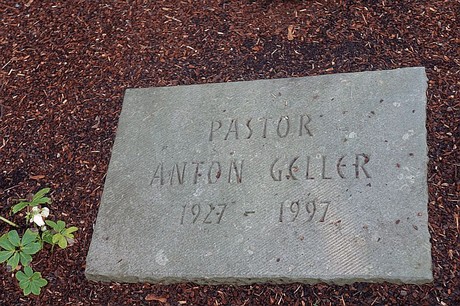 PASTOR
ANTON GELLER
1927 - 1997